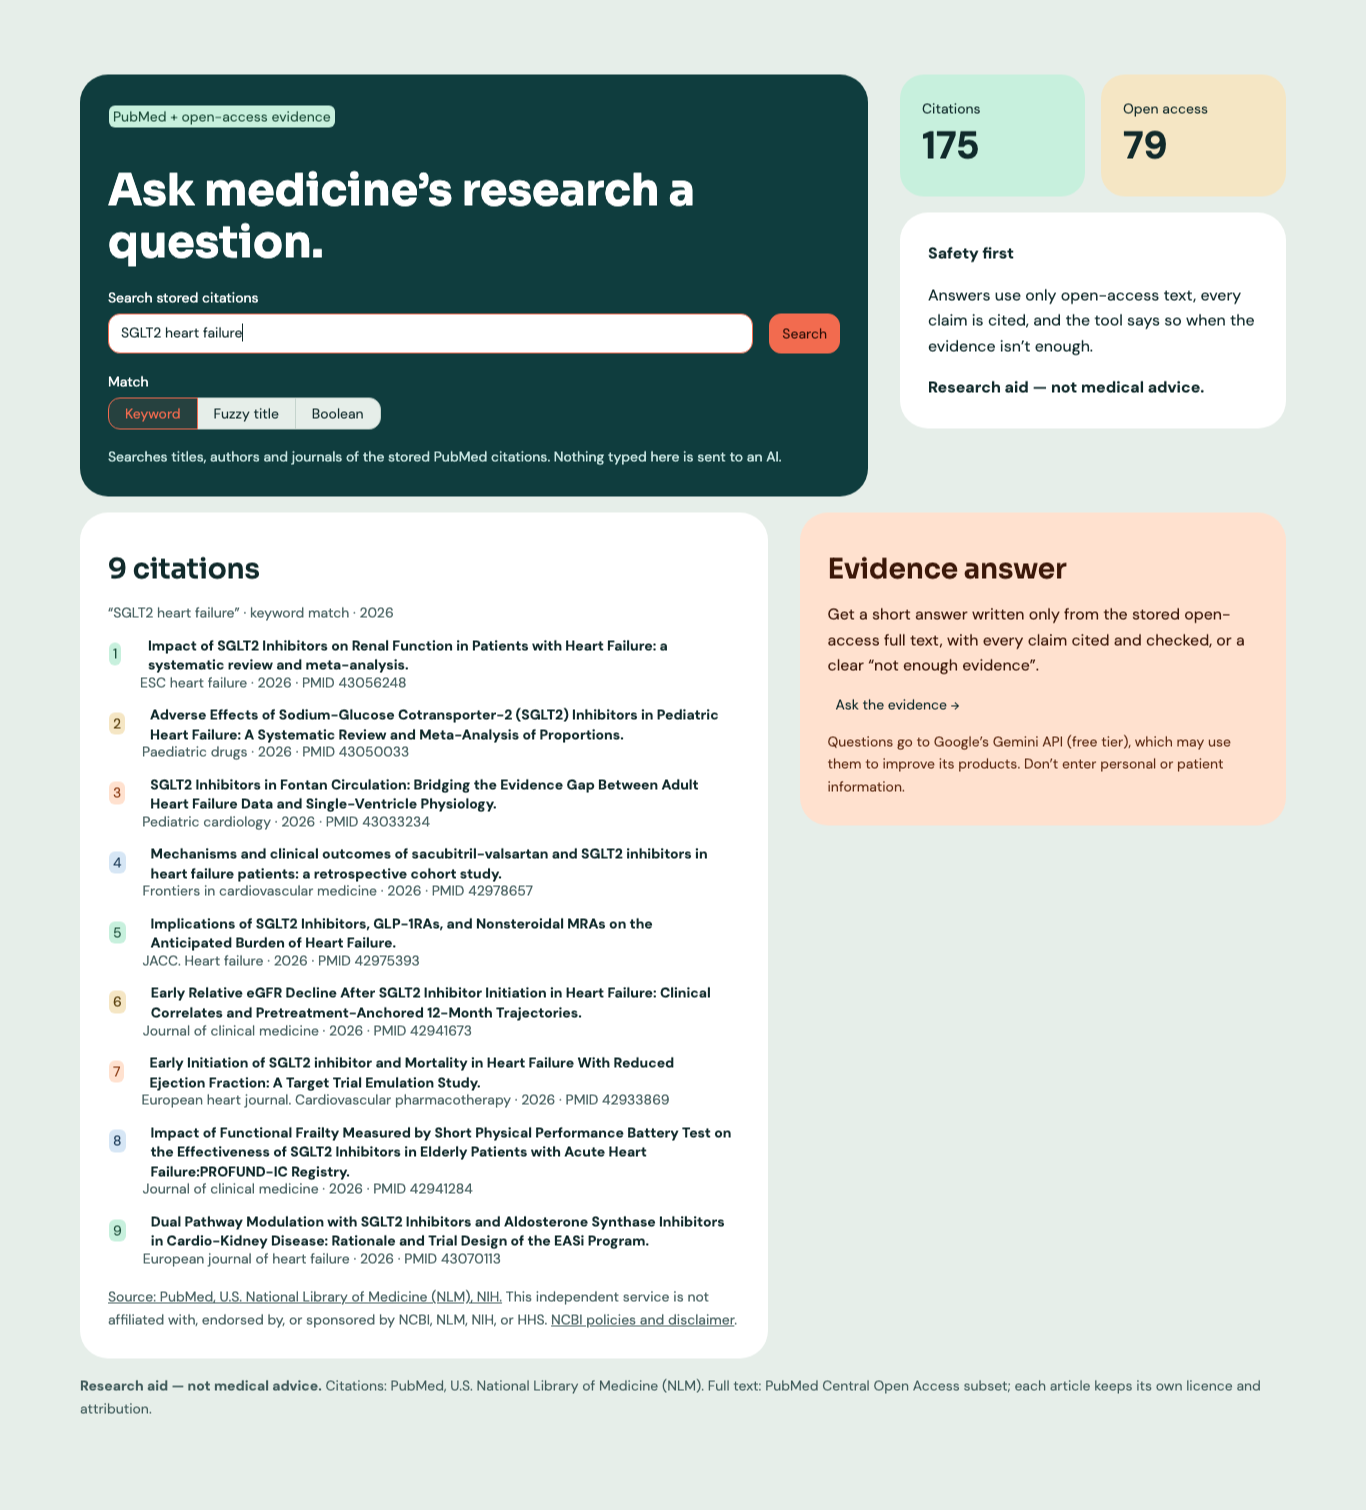 PubMed + open-access evidence
Ask medicine’s research a
question.
Search stored citations
SGLT2 heart failure
Search
Match
Keyword
Fuzzy title
Boolean
Searches titles, authors and journals of the stored PubMed citations. Nothing typed here is sent to an AI.
Citations
175
Open access
79
Safety first
Answers use only open-access text, every
claim is cited, and the tool says so when the
evidence isn’t enough.
Research aid — not medical advice.
9 citations
“SGLT2 heart failure” · keyword match · 2026
1
Impact of SGLT2 Inhibitors on Renal Function in Patients with Heart Failure: a
systematic review and meta-analysis.
ESC heart failure · 2026 · PMID 43056248
2
Adverse Effects of Sodium-Glucose Cotransporter-2 (SGLT2) Inhibitors in Pediatric
Heart Failure: A Systematic Review and Meta-Analysis of Proportions.
Paediatric drugs · 2026 · PMID 43050033
3
SGLT2 Inhibitors in Fontan Circulation: Bridging the Evidence Gap Between Adult
Heart Failure Data and Single-Ventricle Physiology.
Pediatric cardiology · 2026 · PMID 43033234
4
Mechanisms and clinical outcomes of sacubitril-valsartan and SGLT2 inhibitors in
heart failure patients: a retrospective cohort study.
Frontiers in cardiovascular medicine · 2026 · PMID 42978657
5
Implications of SGLT2 Inhibitors, GLP-1RAs, and Nonsteroidal MRAs on the
Anticipated Burden of Heart Failure.
JACC. Heart failure · 2026 · PMID 42975393
6
Early Relative eGFR Decline After SGLT2 Inhibitor Initiation in Heart Failure: Clinical
Correlates and Pretreatment-Anchored 12-Month Trajectories.
Journal of clinical medicine · 2026 · PMID 42941673
7
Early Initiation of SGLT2 inhibitor and Mortality in Heart Failure With Reduced
Ejection Fraction: A Target Trial Emulation Study.
European heart journal. Cardiovascular pharmacotherapy · 2026 · PMID 42933869
8
Impact of Functional Frailty Measured by Short Physical Performance Battery Test on
the Effectiveness of SGLT2 Inhibitors in Elderly Patients with Acute Heart
Failure:PROFUND-IC Registry.
Journal of clinical medicine · 2026 · PMID 42941284
9
Dual Pathway Modulation with SGLT2 Inhibitors and Aldosterone Synthase Inhibitors
in Cardio-Kidney Disease: Rationale and Trial Design of the EASi Program.
European journal of heart failure · 2026 · PMID 43070113
Source: PubMed, U.S. National Library of Medicine (NLM), NIH. This independent service is not
affiliated with, endorsed by, or sponsored by NCBI, NLM, NIH, or HHS. NCBI policies and disclaimer.
Evidence answer
Get a short answer written only from the stored open-
access full text, with every claim cited and checked, or a
clear “not enough evidence”.
Ask the evidence →
Questions go to Google’s Gemini API (free tier), which may use
them to improve its products. Don’t enter personal or patient
information.
Research aid — not medical advice. Citations: PubMed, U.S. National Library of Medicine (NLM). Full text: PubMed Central Open Access subset; each article keeps its own licence and
attribution.